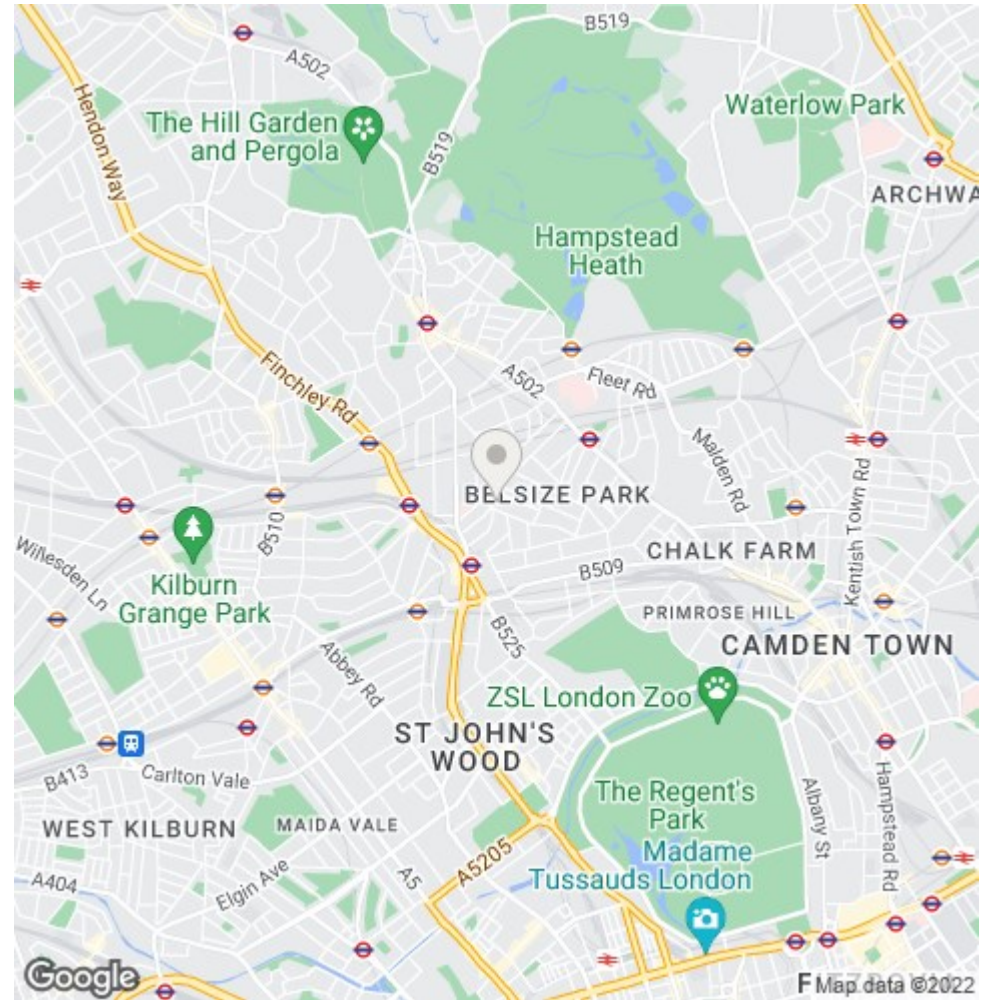 B519
A502
Hendon Way
Waterlow Park
The Hill Garden
and Pergola
B519
ARCHWA
Hampstead
Heath
Finchley Rd
A502
Fleet Rd
Malden Rd
BELSIZE PARK
Kentish Town Rd
B510
Willesden Ln
CHALK FARM
B509
Kilburn
Grange Park
PRIMROSE HILL
B525
CAMDEN TOWN
Abbey Rd
ZSL London Zoo
ST JOHN'S
WOOD
B413
Carlton Vale
The Regent's
Park
Albany St
Hampstead Rd
WEST KILBURN
MAIDA VALE
Madame
Tussauds London
A5205
A404
Elgin Ave
A5
Google
Map data ©2022